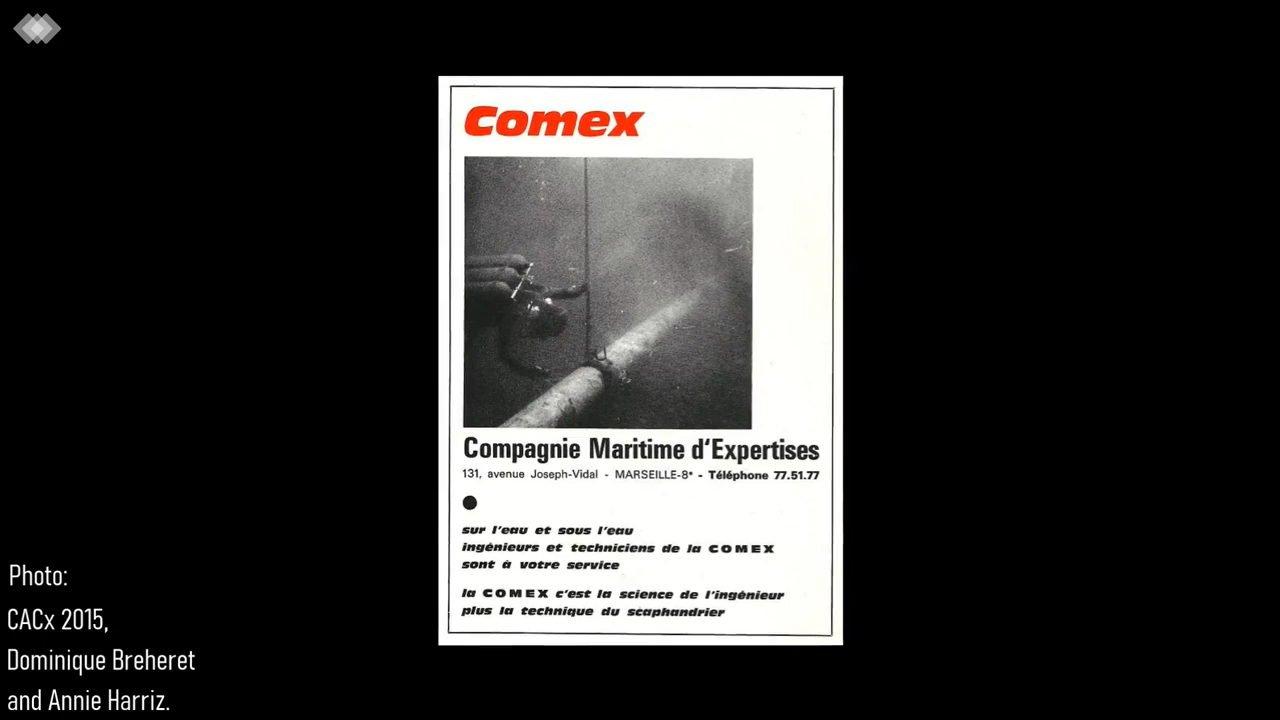 Comex
Compagnie Maritime d'Expertises
131, avenue Joseph-Vidal - MARSEILLE-8e - Téléphone 77.51.77
sur l'eau et sous l'eau
ingénieurs et techniciens de la COMEX
sont à votre service
la COMEX c'est la science de l'ingénieur
plus la technique du scaphandrier
Photo:
CACx 2015,
Dominique Breheret
and Annie Harriz.